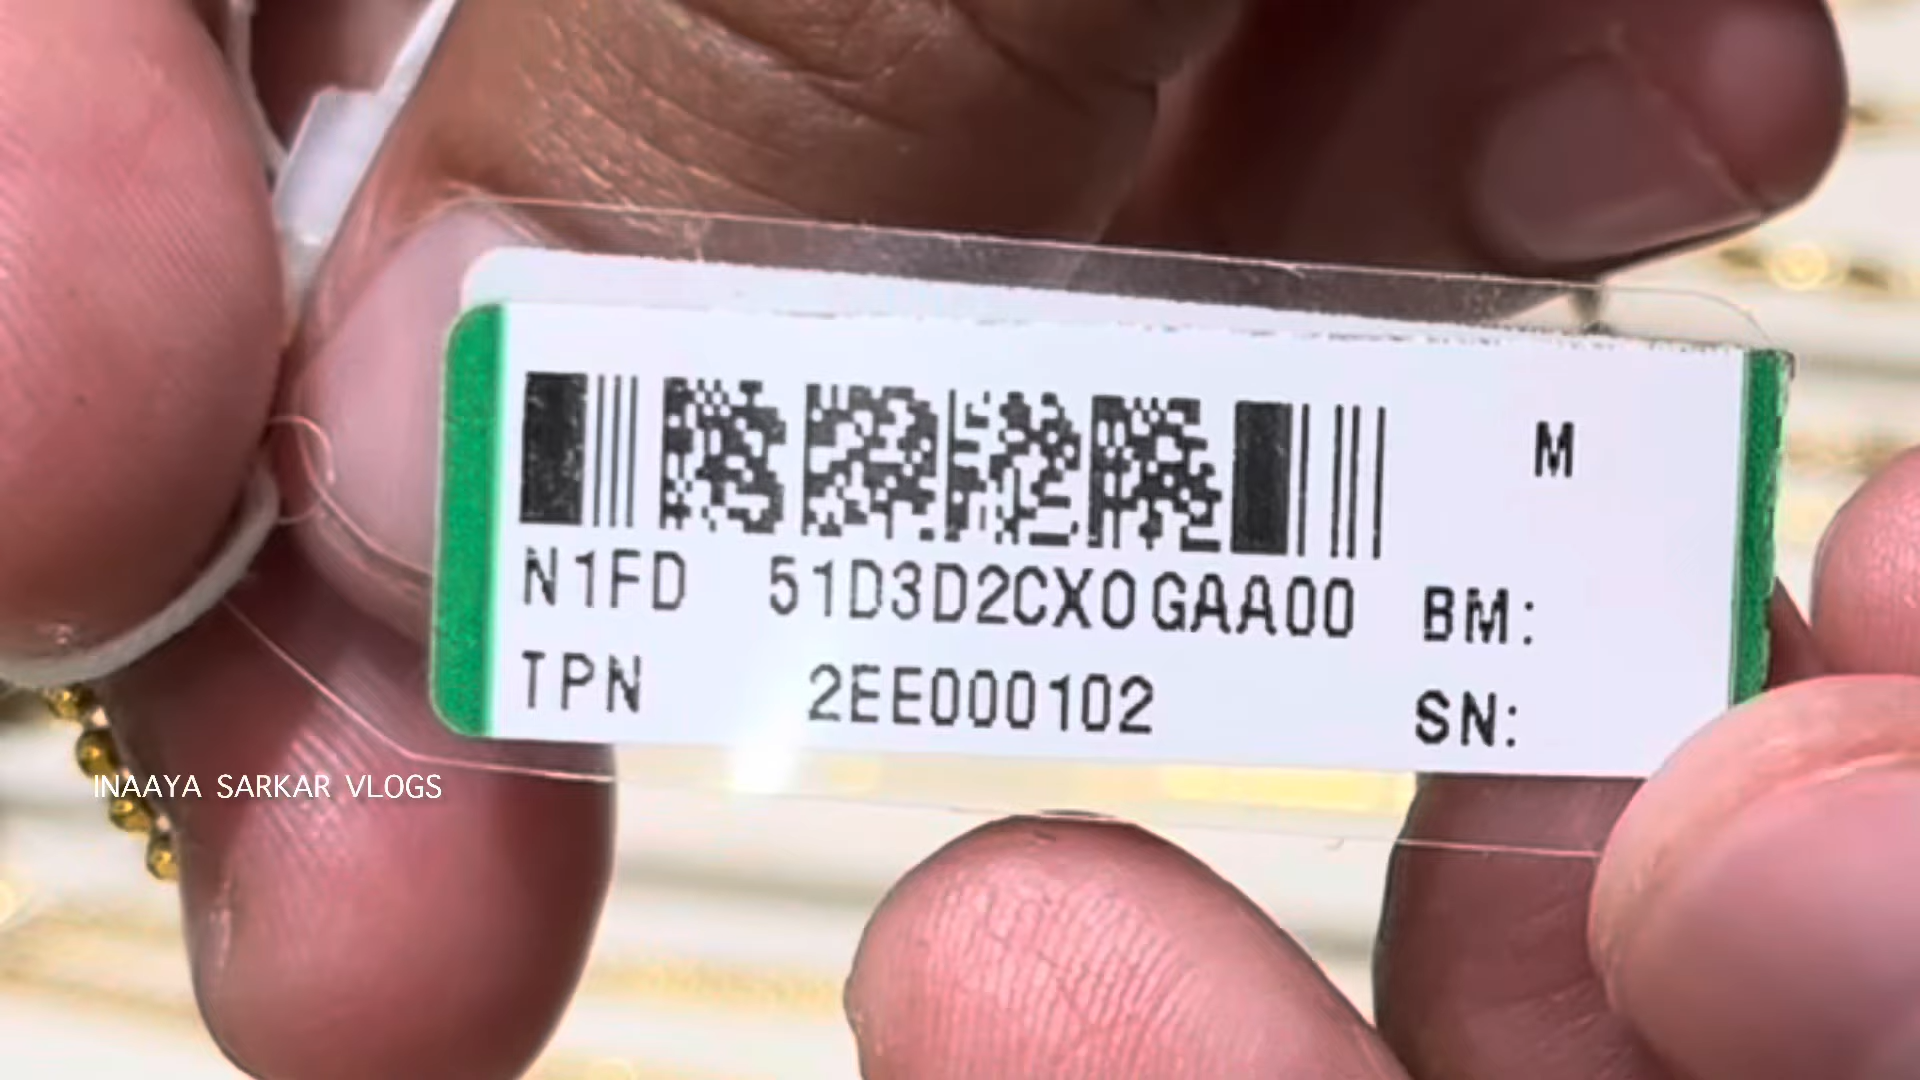 M
N1FD 51D3D2CX0GAA00 BM:
TPN 2EE000102 SN:
INAAYA SARKAR VLOGS